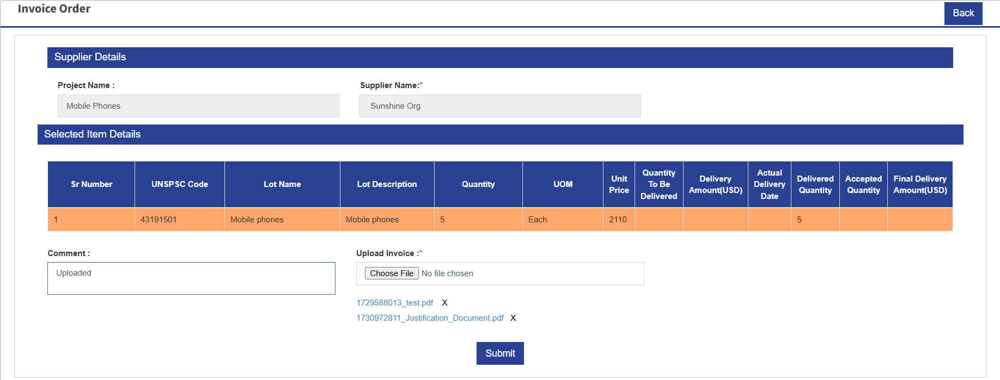 Invoice Order
Back
Supplier Details
Project Name :
Supplier Name:*
Mobile Phones
Sunshine Org
Selected Item Details
Sr Number UNSPSC Code Lot Name Lot Description Quantity UOM Unit Price Quantity To Be Delivered Delivery Amount(USD) Actual Delivery Date Delivered Quantity Accepted Quantity Final Delivery Amount(USD)
1 43191501 Mobile phones Mobile phones 5 Each 2110 5
Comment :
Upload Invoice :*
Uploaded
Choose File No file chosen
1729588013_test.pdf X
1730972811_Justification_Document.pdf X
Submit